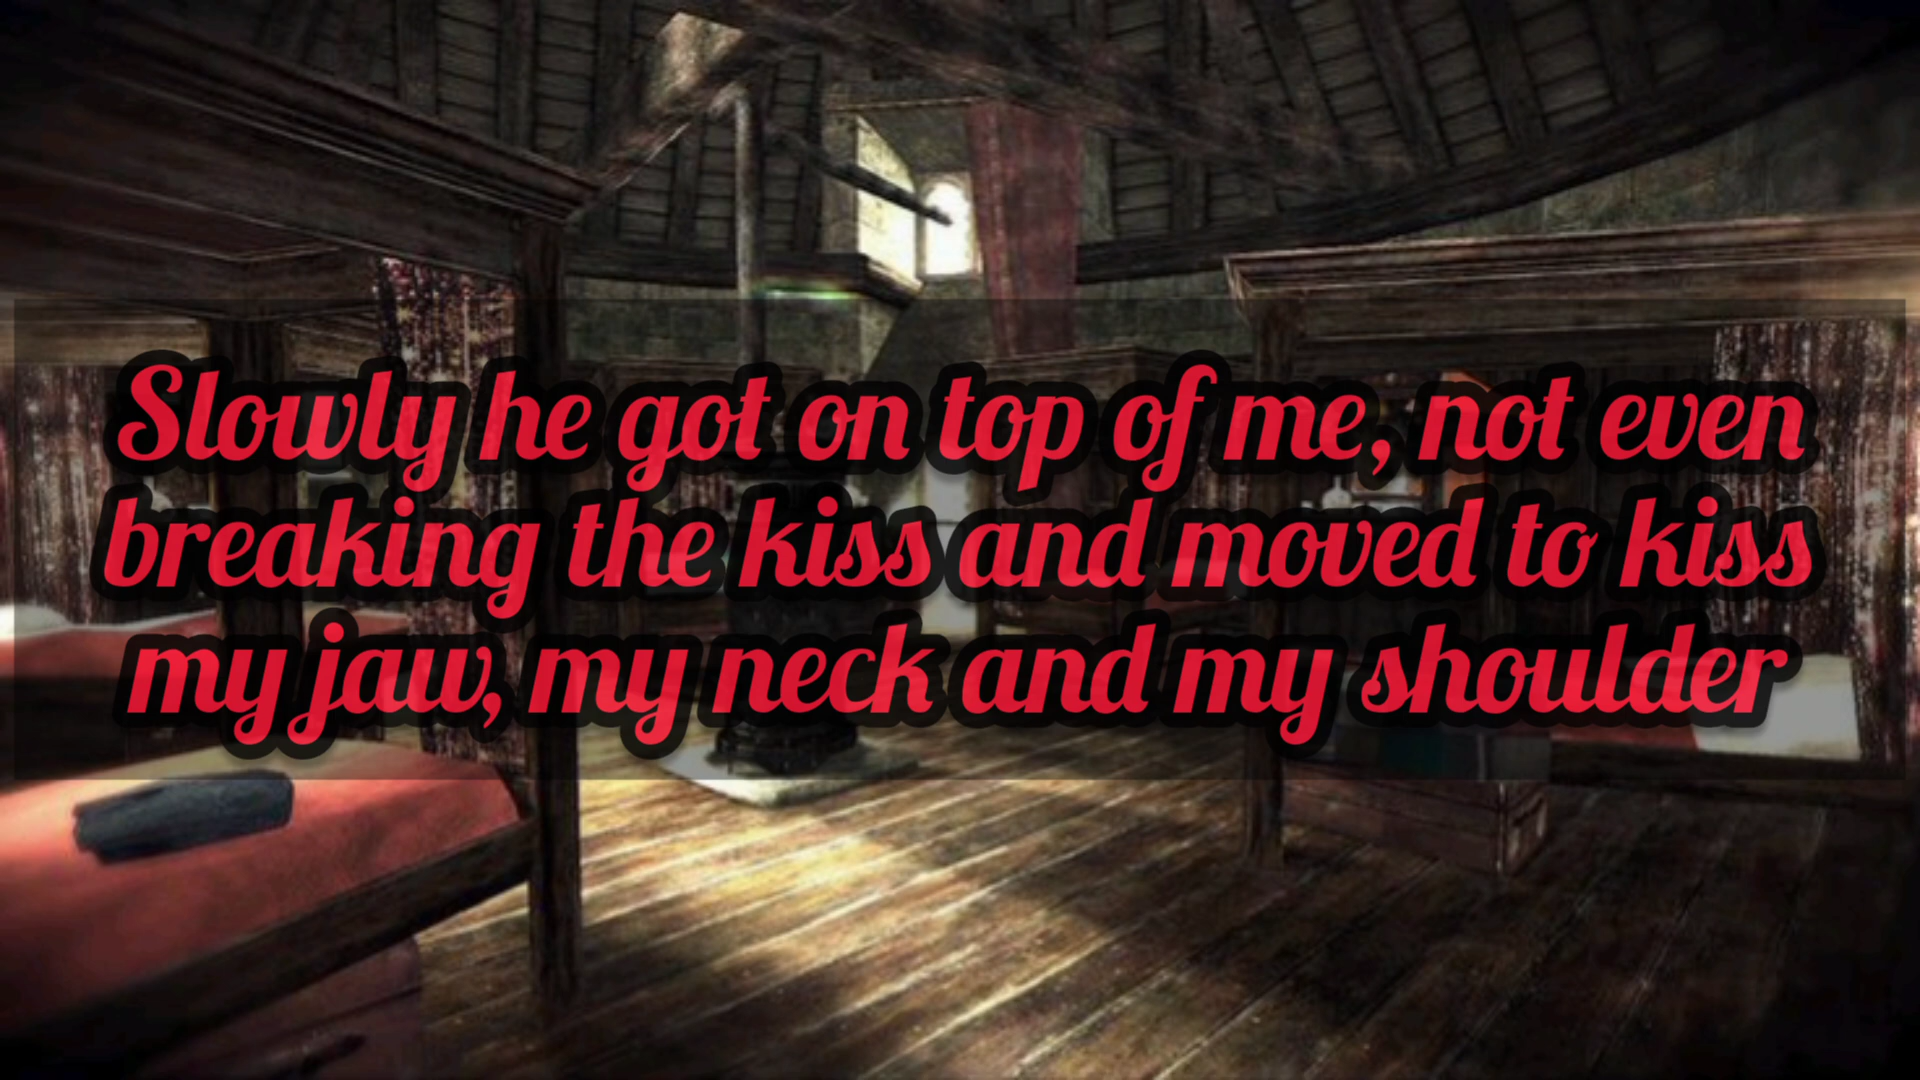 Slowly he got on top of me, not even
breaking the kiss and moved to kiss
my jaw, my neck and my shoulder